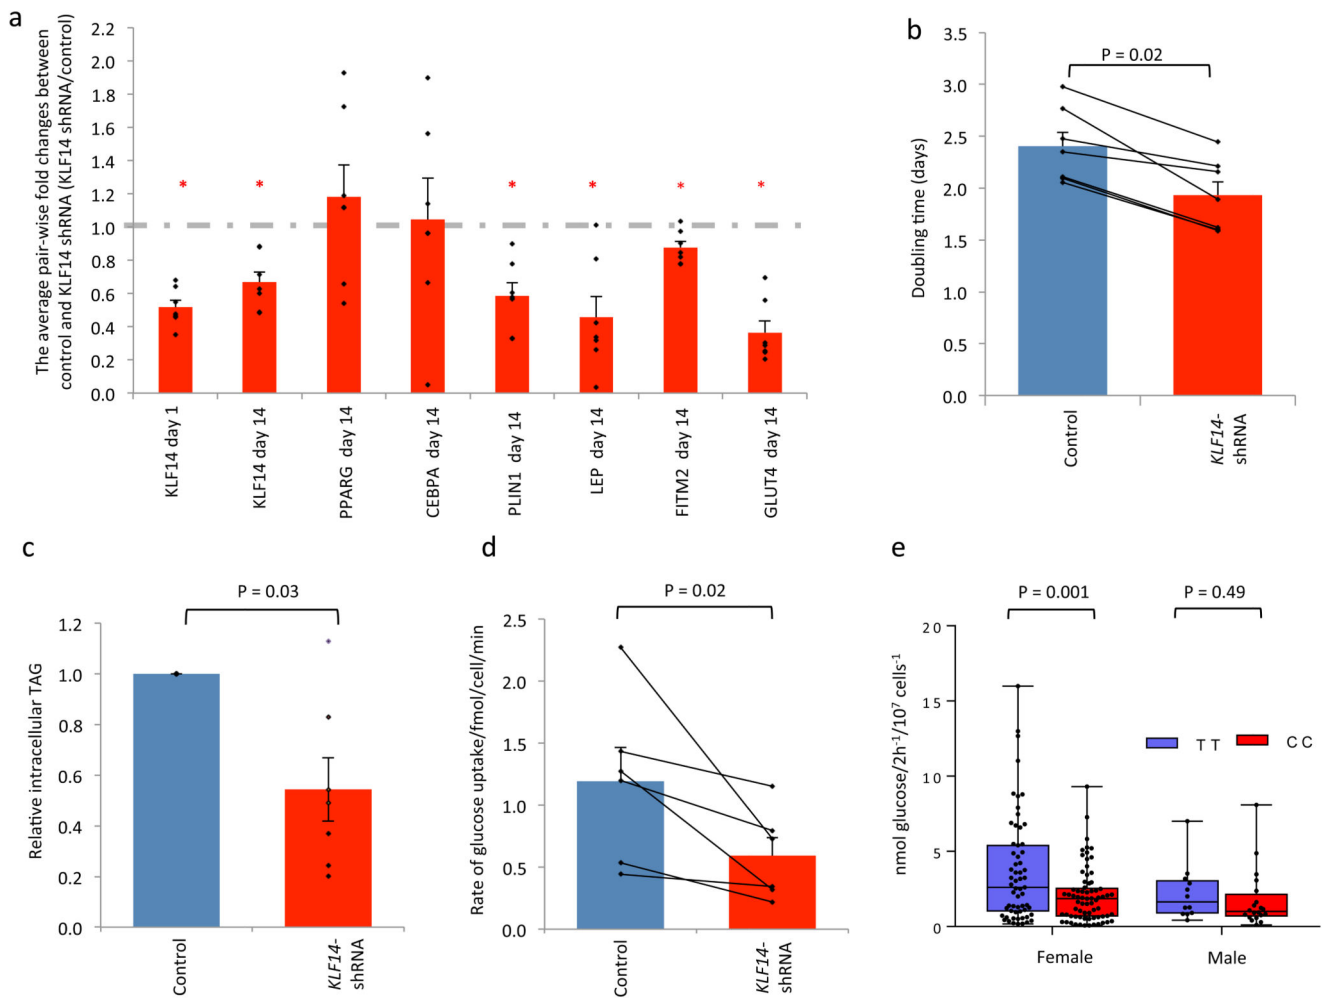 a
The average pair-wise fold changes between
control and KLF14 shRNA (KLF14 shRNA/control)
2.2
2.0
1.8
1.6
1.4
1.2
1.0
0.8
0.6
0.4
0.2
0.0
* * * * * *
KLF14 day 1
KLF14 day 14
PPARG day 14
CEBPA day 14
PLIN1 day 14
LEP day 14
FITM2 day 14
GLUT4 day 14
b
P = 0.02
Doubling time (days)
3.5
3.0
2.5
2.0
1.5
1.0
0.5
0.0
Control
KLF14-
shRNA
c
P = 0.03
Relative intracellular TAG
1.2
1.0
0.8
0.6
0.4
0.2
0.0
Control
KLF14-
shRNA
d
P = 0.02
Rate of glucose uptake/fmol/cell/min
2.5
2.0
1.5
1.0
0.5
0.0
Control
KLF14-
shRNA
e
P = 0.001
P = 0.49
nmol glucose/2h⁻¹/10⁷ cells⁻¹
20
15
10
5
0
T T
C C
Female
Male